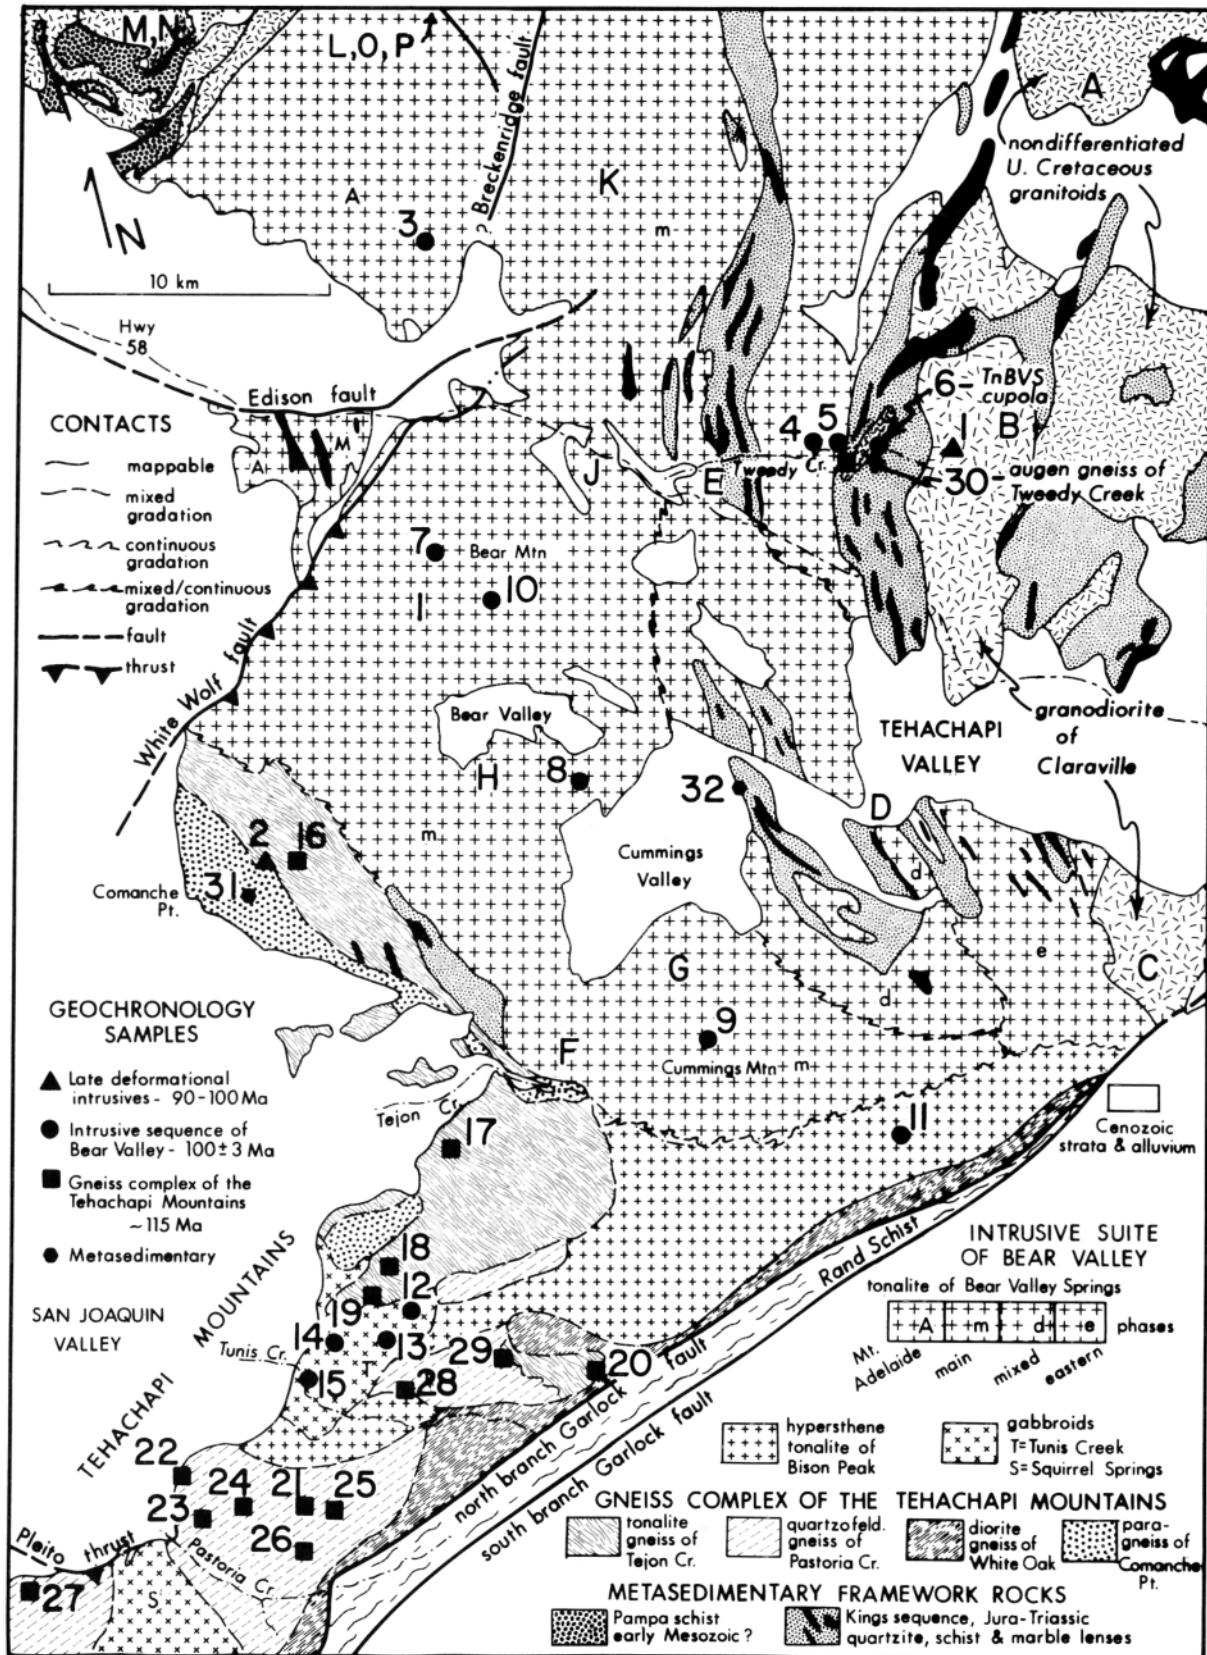 M,N
L,O,P
Breckenridge fault
A
nondifferentiated
U. Cretaceous
granitoids
K
A
3
m
N
10 km
Hwy
58
Edison fault
6- TnBVS
cupola
CONTACTS
mappable
mixed
gradation
continuous
gradation
mixed/continuous
gradation
fault
thrust
A
M
4
5
1
B
J
E
Tweedy Cr.
30- augen gneiss of
Tweedy Creek
7
Bear Mtn
10
I
White Wolf fault
Bear Valley
TEHACHAPI
VALLEY
granodiorite
of
Claraville
H
8
32
D
m
Cummings
Valley
d
2
16
31
Comanche
Pt.
G
e
C
d
GEOCHRONOLOGY
SAMPLES
Late deformational
intrusives - 90-100 Ma
Intrusive sequence of
Bear Valley - 100±3 Ma
Gneiss complex of the
Tehachapi Mountains
~115 Ma
Metasedimentary
9
F
Cummings Mtn
m
Tejon Cr.
17
11
Cenozoic
strata & alluvium
SAN JOAQUIN
VALLEY
TEHACHAPI MOUNTAINS
18
12
19
14
13
Tunis Cr.
T
15
28
29
20
Rand Schist
north branch Garlock fault
south branch Garlock fault
INTRUSIVE SUITE
OF BEAR VALLEY
tonalite of Bear Valley Springs
A m d e phases
Mt.
Adelaide
main
mixed
eastern
22
24
21
25
23
26
Pleito thrust
Pastoria Cr.
27
S
hypersthene
tonalite of
Bison Peak
gabbroids
T=Tunis Creek
S=Squirrel Springs
GNEISS COMPLEX OF THE TEHACHAPI MOUNTAINS
tonalite
gneiss of
Tejon Cr.
quartzofeld.
gneiss of
Pastoria Cr.
diorite
gneiss of
White Oak
para-
gneiss of
Comanche
Pt.
METASEDIMENTARY FRAMEWORK ROCKS
Pampa schist
early Mesozoic ?
Kings sequence, Jura-Triassic
quartzite, schist & marble lenses